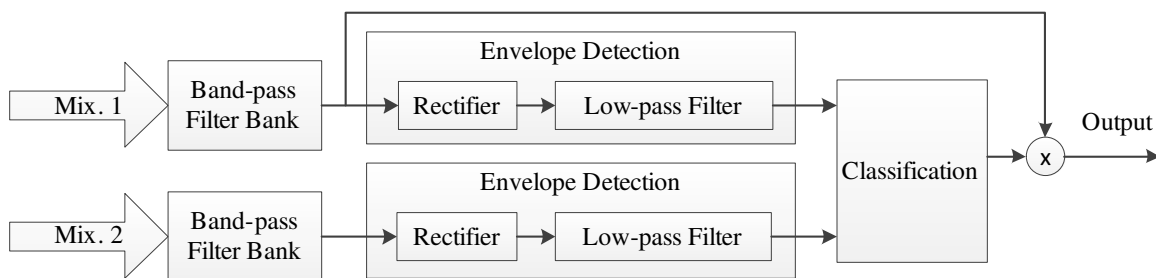 Envelope Detection
Mix. 1
Band-pass
Filter Bank
Rectifier
Low-pass Filter
Classification
x
Output
Envelope Detection
Mix. 2
Band-pass
Filter Bank
Rectifier
Low-pass Filter